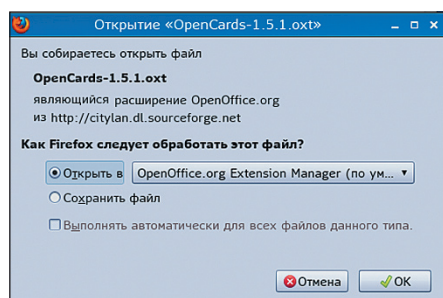 Открытие «OpenCards-1.5.1.oxt»
Вы собираетесь открыть файл
OpenCards-1.5.1.oxt
являющийся расширение OpenOffice.org
из http://citylan.dl.sourceforge.net
Как Firefox следует обработать этот файл?
Открыть в OpenOffice.org Extension Manager (по ум...
Сохранить файл
Выполнять автоматически для всех файлов данного типа.
Отмена OK